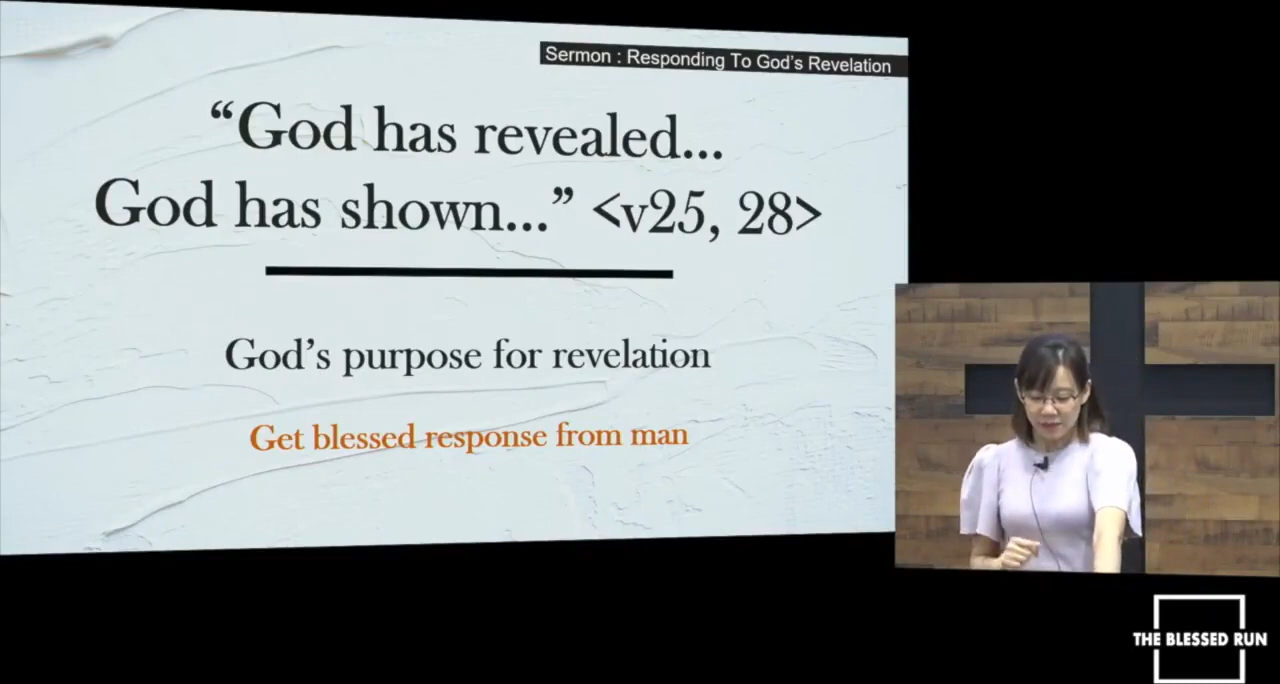 Sermon : Responding To God's Revelation
“God has revealed...
God has shown...” <v25, 28>
God’s purpose for revelation
Get blessed response from man
THE BLESSED RUN